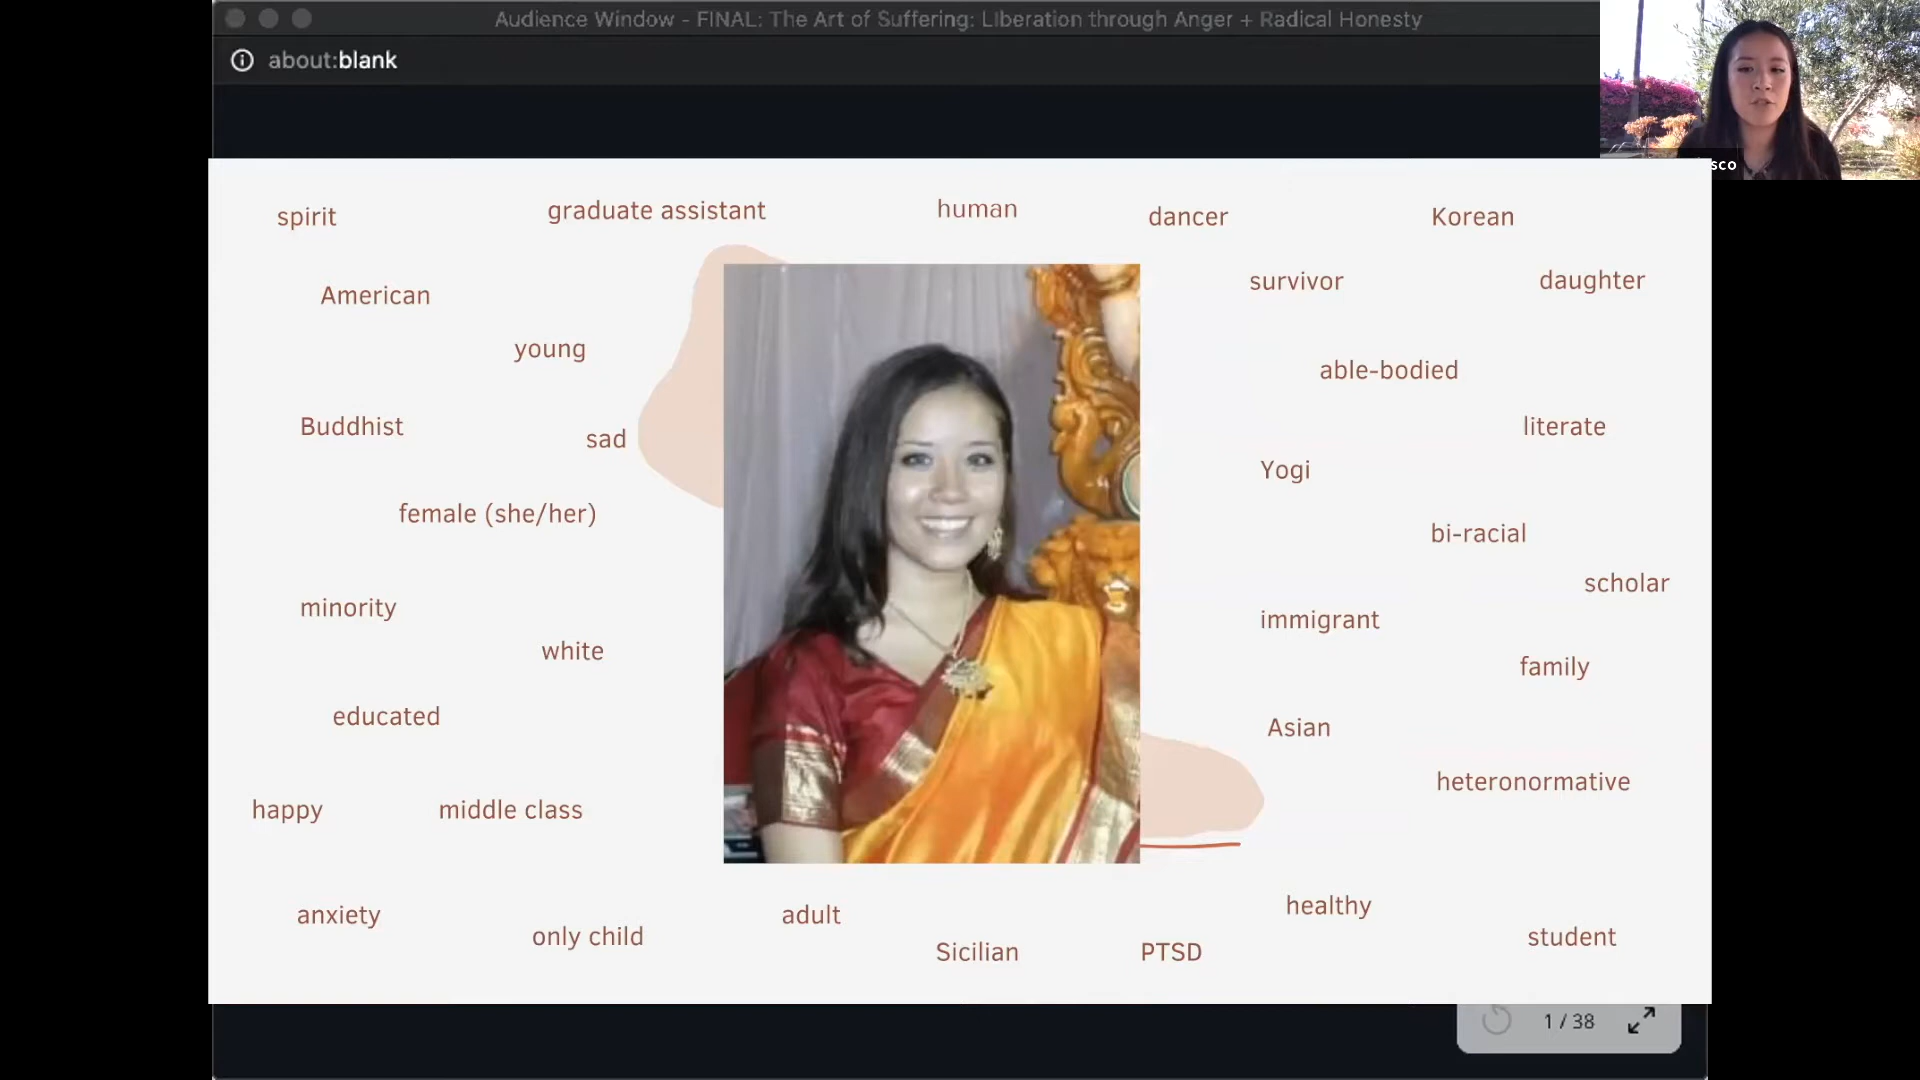 Audience Window - FINAL: The Art of Suffering: LIberation through Anger + Radical Honesty
about:blank
sco
spirit
graduate assistant
human
dancer
Korean
American
survivor
daughter
young
able-bodied
Buddhist
sad
literate
Yogi
female (she/her)
bi-racial
scholar
minority
immigrant
white
family
educated
Asian
heteronormative
happy
middle class
anxiety
only child
adult
healthy
Sicilian
PTSD
student
1 / 38